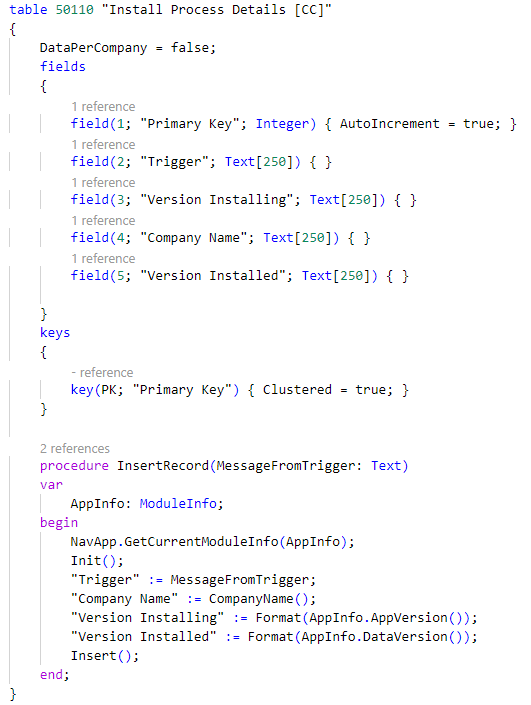 table 50110 "Install Process Details [CC]"
{
DataPerCompany = false;
fields
{
1 reference
field(1; "Primary Key"; Integer) { AutoIncrement = true; }
1 reference
field(2; "Trigger"; Text[250]) { }
1 reference
field(3; "Version Installing"; Text[250]) { }
1 reference
field(4; "Company Name"; Text[250]) { }
1 reference
field(5; "Version Installed"; Text[250]) { }
}
keys
{
- reference
key(PK; "Primary Key") { Clustered = true; }
}
2 references
procedure InsertRecord(MessageFromTrigger: Text)
var
AppInfo: ModuleInfo;
begin
NavApp.GetCurrentModuleInfo(AppInfo);
Init();
"Trigger" := MessageFromTrigger;
"Company Name" := CompanyName();
"Version Installing" := Format(AppInfo.AppVersion());
"Version Installed" := Format(AppInfo.DataVersion());
Insert();
end;
}